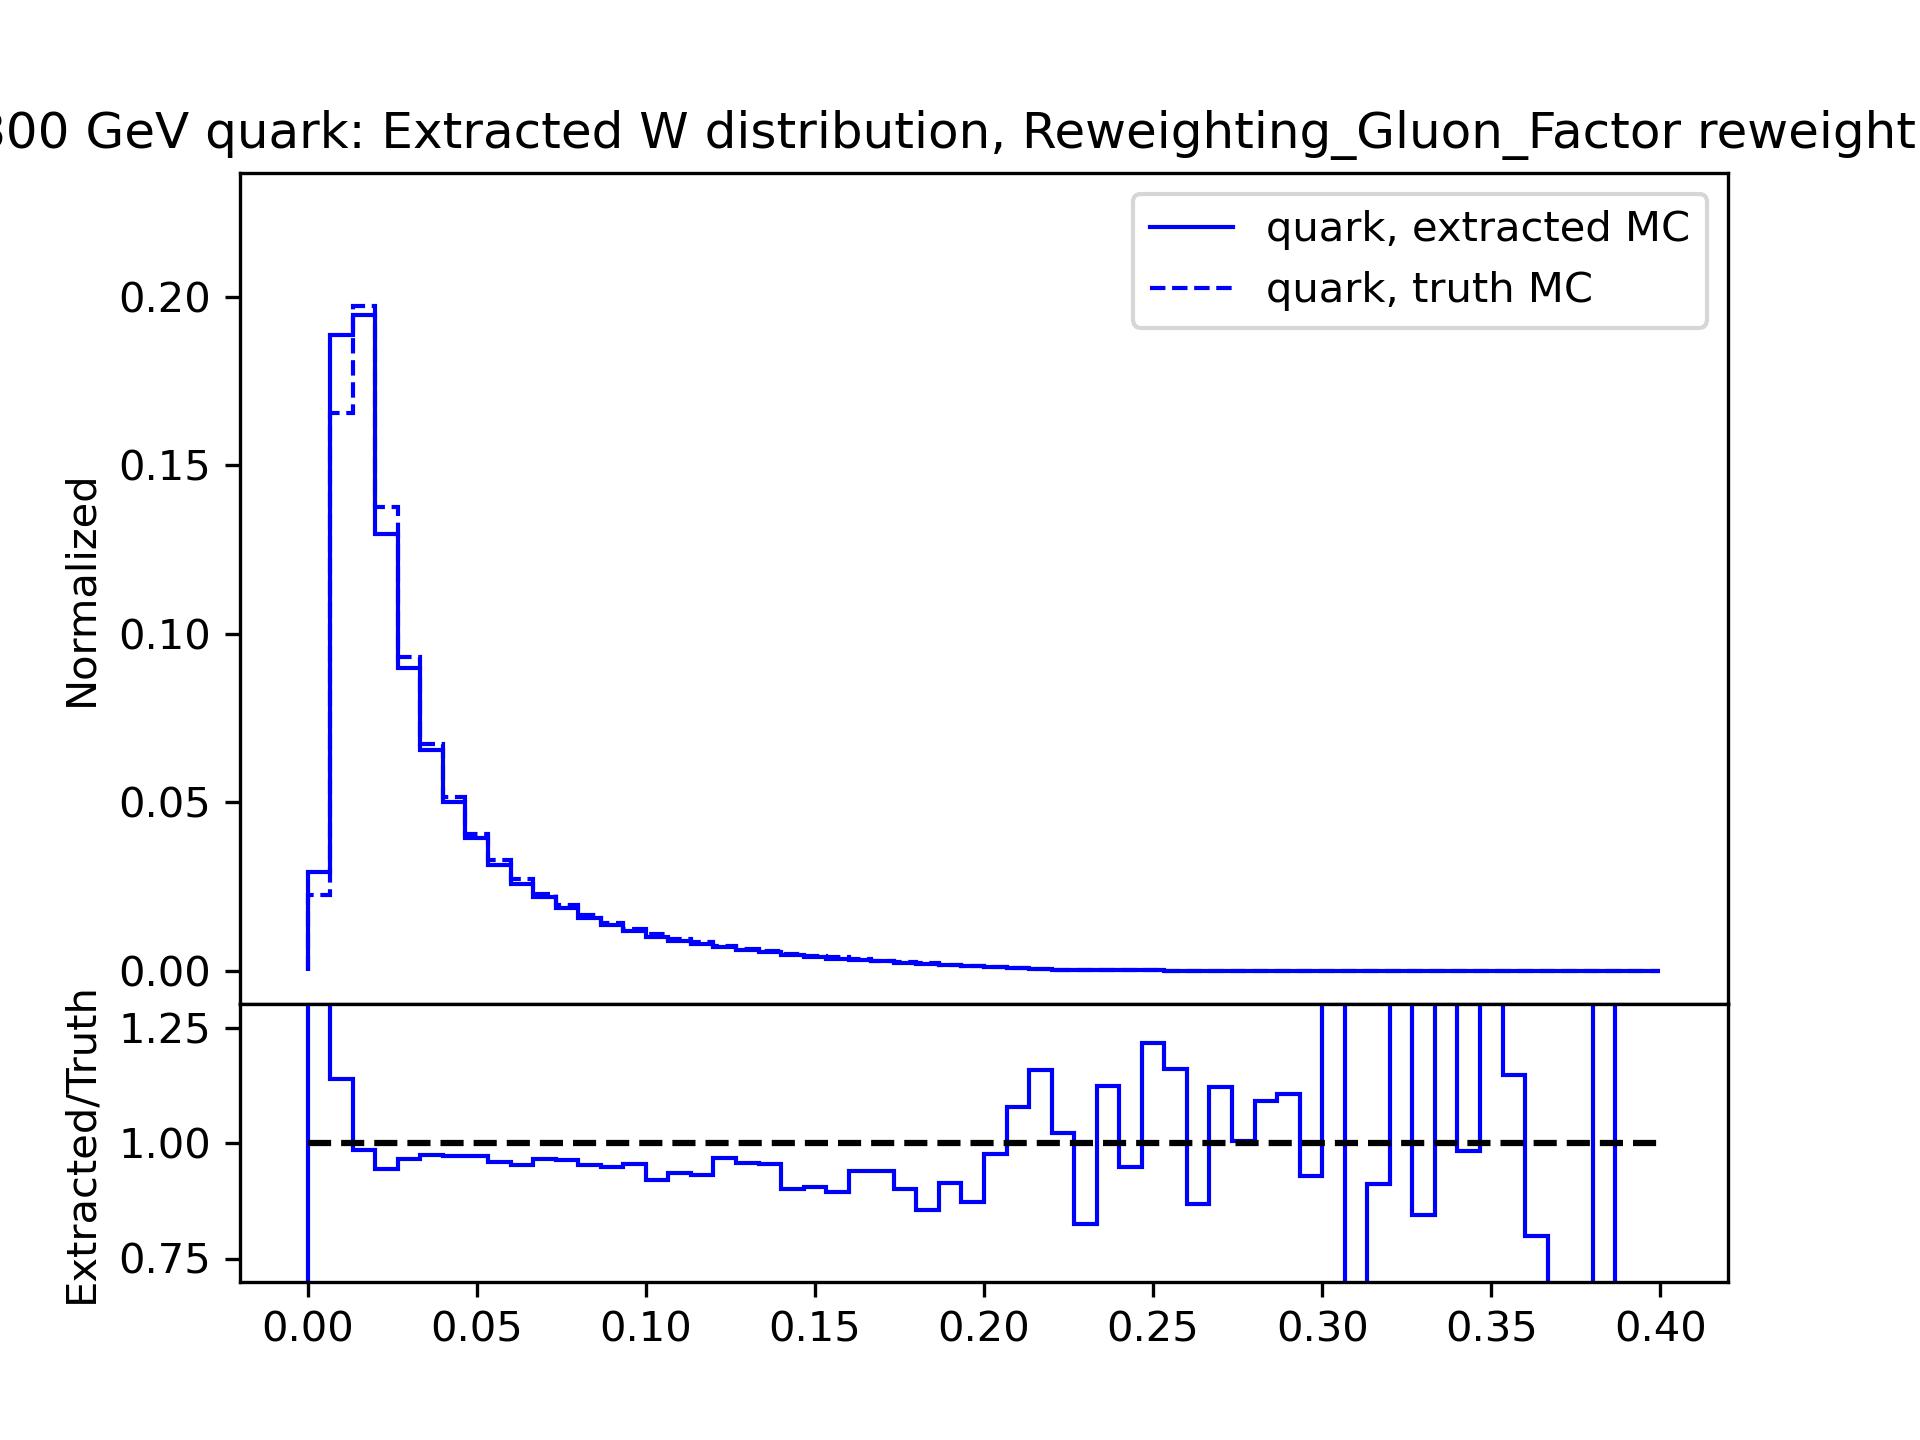 300 GeV quark: Extracted W distribution, Reweighting_Gluon_Factor reweight
quark, extracted MC
quark, truth MC
Normalized
0.20
0.15
0.10
0.05
0.00
Extracted/Truth
1.25
1.00
0.75
0.00 0.05 0.10 0.15 0.20 0.25 0.30 0.35 0.40